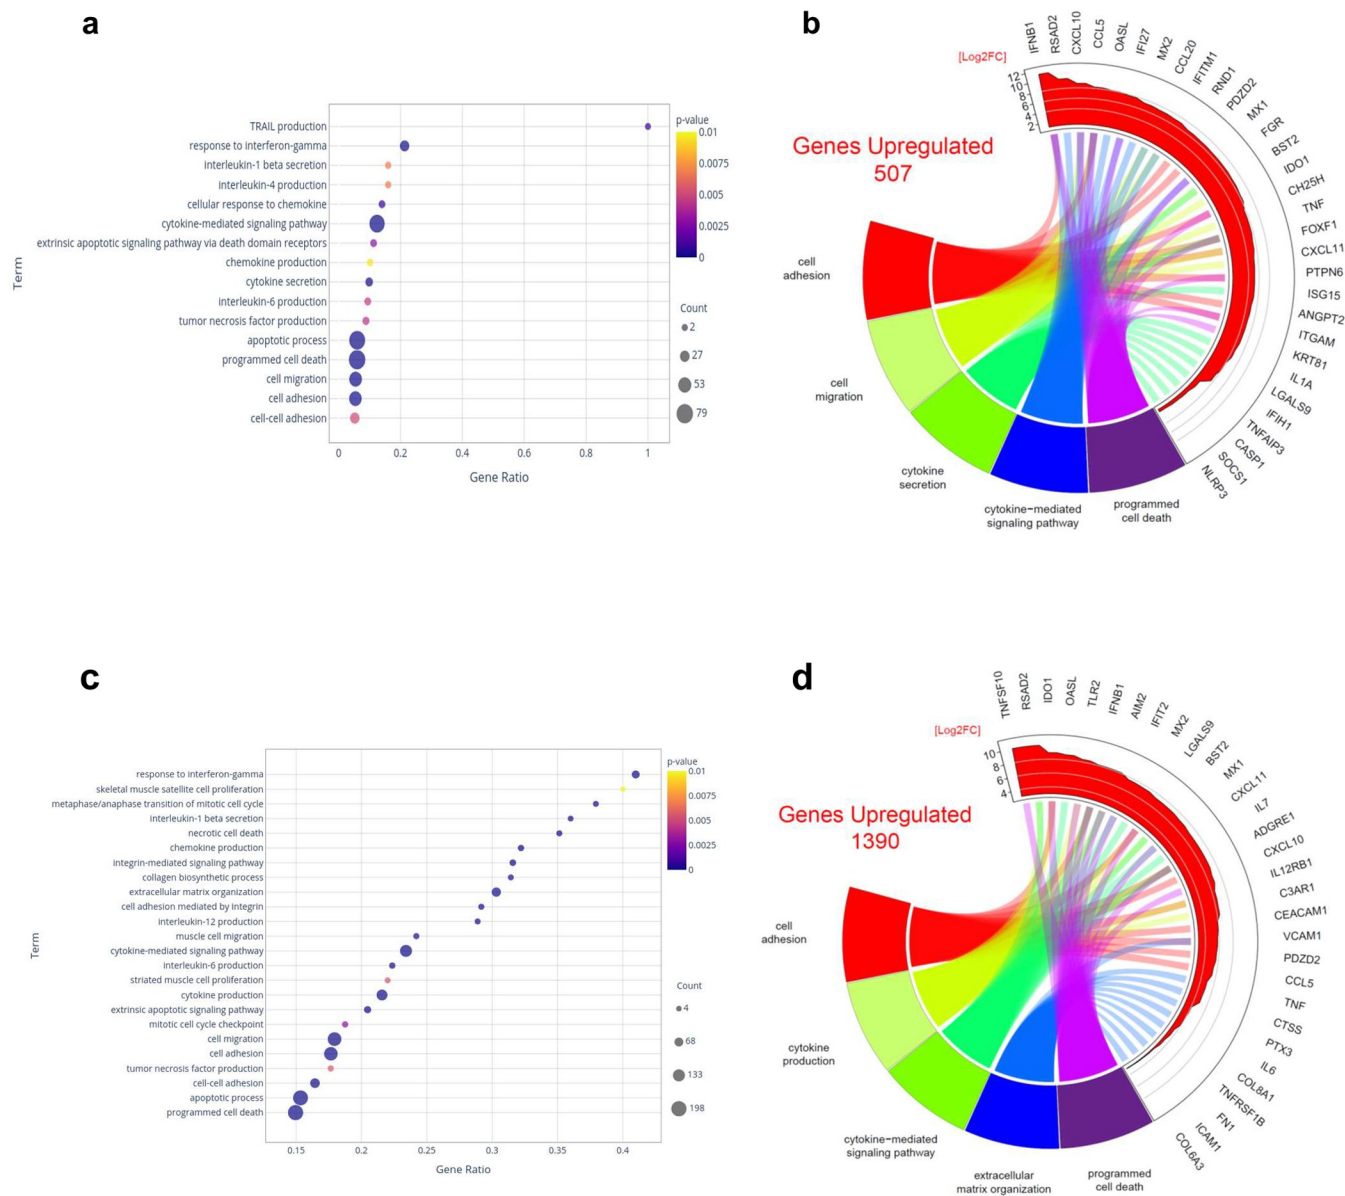 a
TRAIL production
response to interferon-gamma
interleukin-1 beta secretion
interleukin-4 production
cellular response to chemokine
cytokine-mediated signaling pathway
extrinsic apoptotic signaling pathway via death domain receptors
chemokine production
cytokine secretion
interleukin-6 production
tumor necrosis factor production
apoptotic process
programmed cell death
cell migration
cell adhesion
cell-cell adhesion
Term
0
0.2
0.4
0.6
0.8
1
Gene Ratio
p-value
0.01
0.0075
0.005
0.0025
0
Count
2
27
53
79
b
[Log2FC]
12
10
8
6
4
2
Genes Upregulated
507
IFNB1
RSAD2
CXCL10
CCL5
OASL
IFI27
MX2
CCL20
IFITM1
RND1
PDZD2
MX1
FGR
BST2
IDO1
CH25H
TNF
FOXF1
CXCL11
PTPN6
ISG15
ANGPT2
ITGAM
KRT81
IL1A
LGALS9
IFIH1
TNFAIP3
CASP1
SOCS1
NLRP3
cell
adhesion
cell
migration
cytokine
secretion
cytokine−mediated
signaling pathway
programmed
cell death
c
response to interferon-gamma
skeletal muscle satellite cell proliferation
metaphase/anaphase transition of mitotic cell cycle
interleukin-1 beta secretion
necrotic cell death
chemokine production
integrin-mediated signaling pathway
collagen biosynthetic process
extracellular matrix organization
cell adhesion mediated by integrin
interleukin-12 production
muscle cell migration
cytokine-mediated signaling pathway
interleukin-6 production
striated muscle cell proliferation
cytokine production
extrinsic apoptotic signaling pathway
mitotic cell cycle checkpoint
cell migration
cell adhesion
tumor necrosis factor production
cell-cell adhesion
apoptotic process
programmed cell death
Term
0.15
0.2
0.25
0.3
0.35
0.4
Gene Ratio
p-value
0.01
0.0075
0.005
0.0025
0
Count
4
68
133
198
d
[Log2FC]
10
8
6
4
Genes Upregulated
1390
TNFSF10
RSAD2
IDO1
OASL
TLR2
IFNB1
AIM2
IFIT2
MX2
LGALS9
BST2
MX1
CXCL11
IL7
ADGRE1
CXCL10
IL12RB1
C3AR1
CEACAM1
VCAM1
PDZD2
CCL5
TNF
CTSS
PTX3
IL6
COL8A1
TNFRSF1B
FN1
ICAM1
COL6A3
cell
adhesion
cytokine
production
cytokine−mediated
signaling pathway
extracellular
matrix organization
programmed
cell death